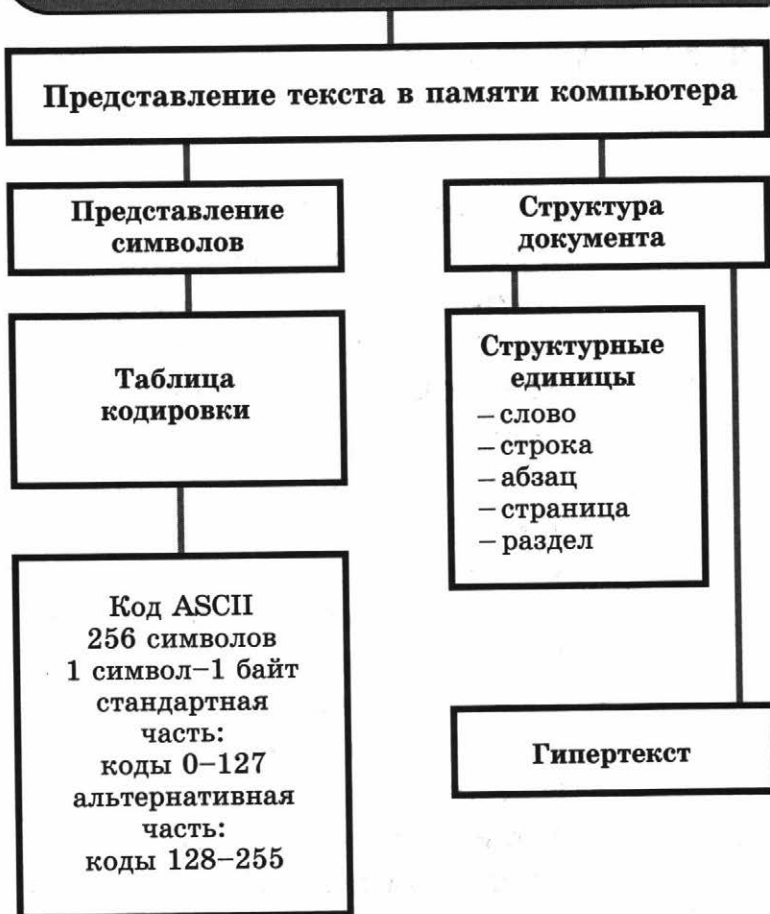 Представление текста в памяти компьютера
Представление
символов
Таблица
кодировки
Код ASCII
256 символов
1 символ–1 байт
стандартная
часть:
коды 0–127
альтернативная
часть:
коды 128–255
Структура
документа
Структурные
единицы
– слово
– строка
– абзац
– страница
– раздел
Гипертекст